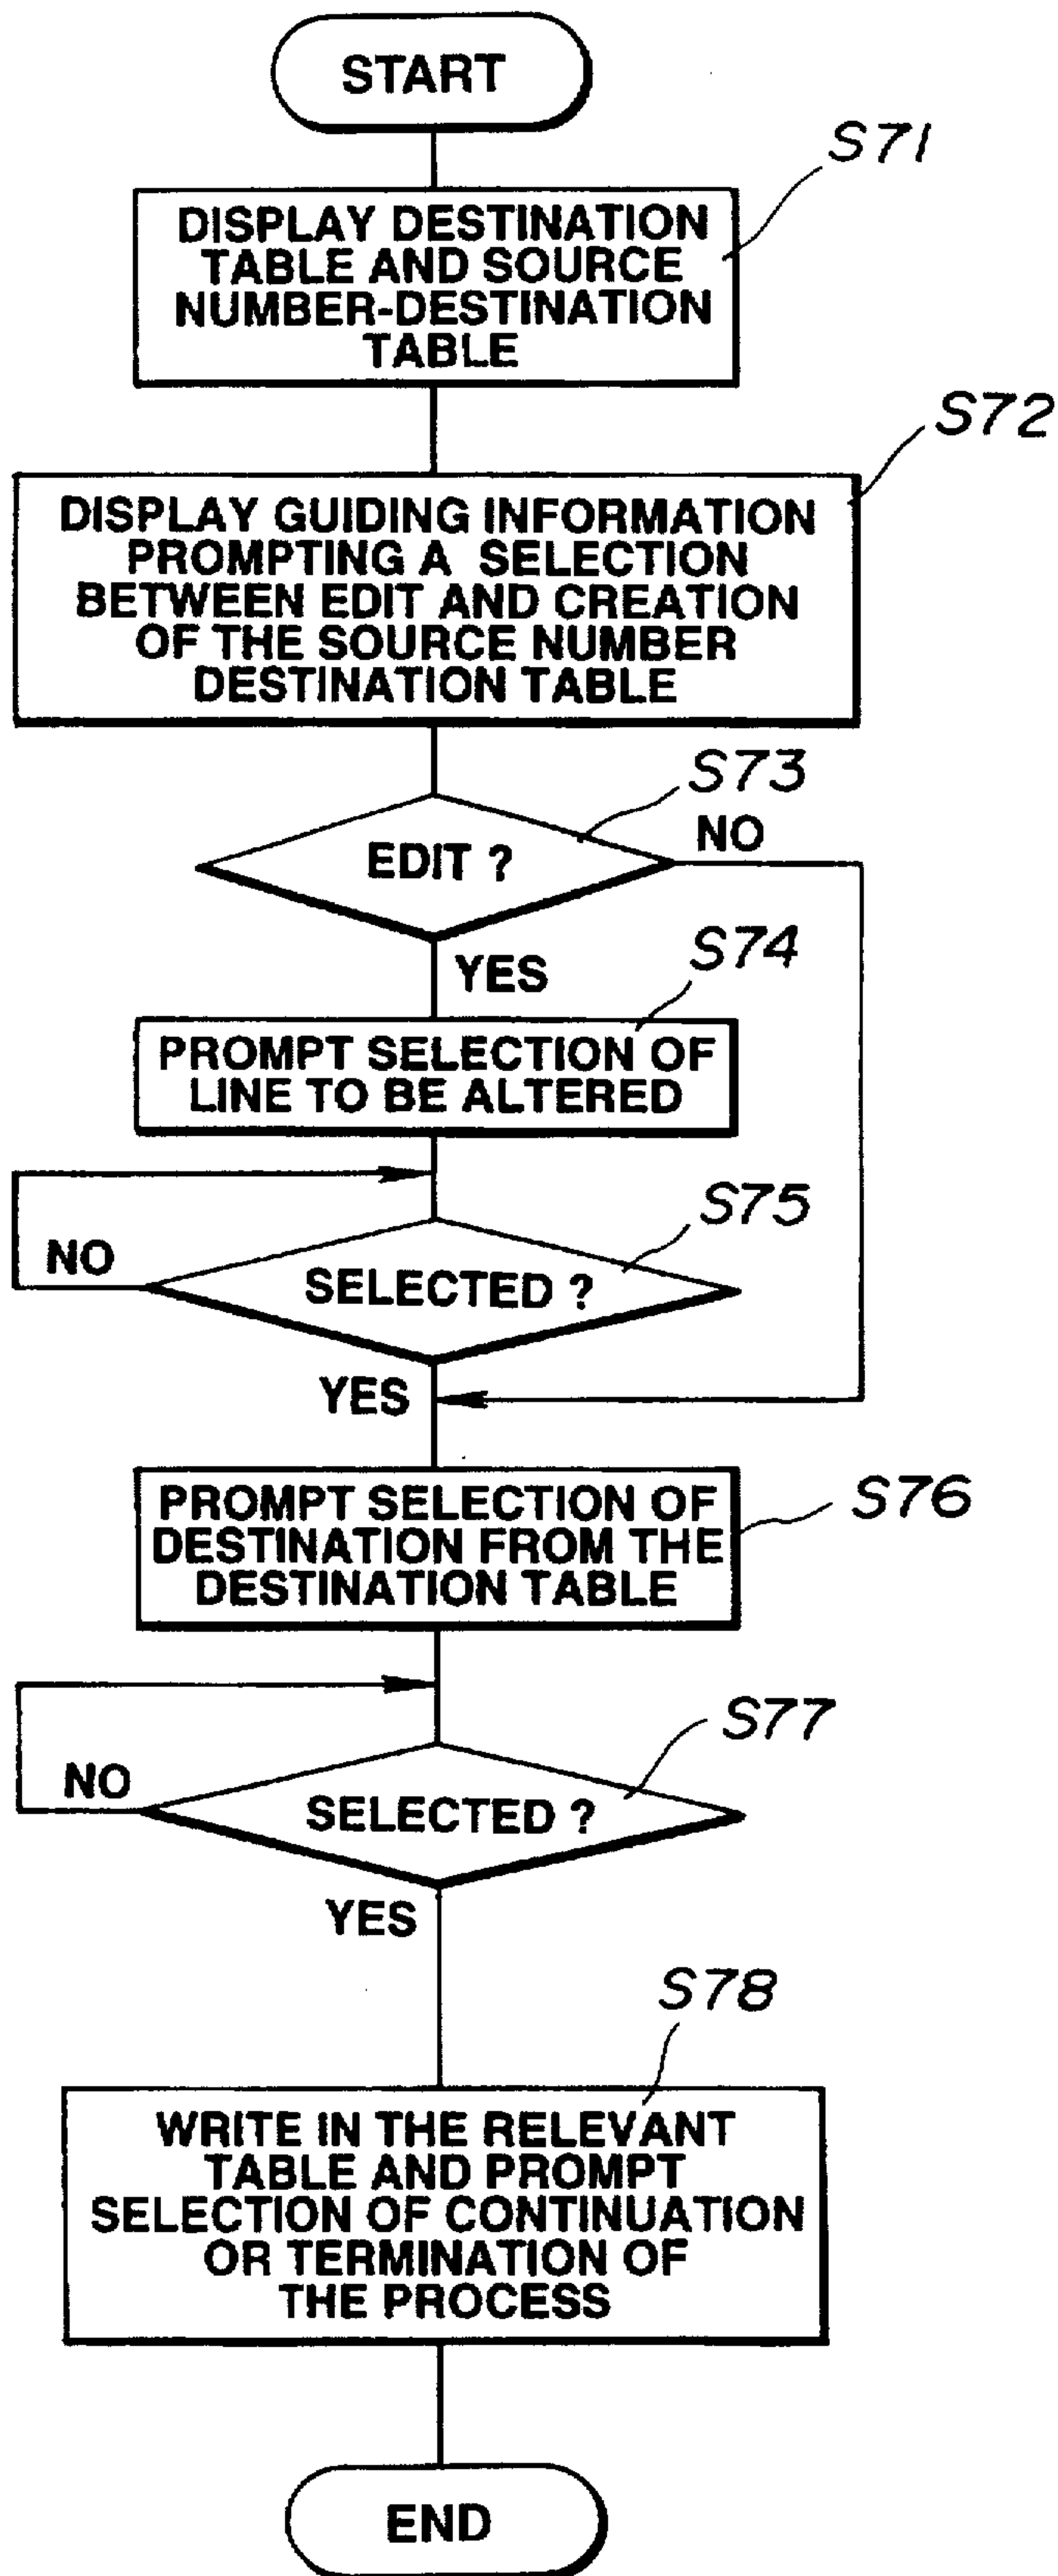 START
S71
DISPLAY DESTINATION
TABLE AND SOURCE
NUMBER-DESTINATION
TABLE
S72
DISPLAY GUIDING INFORMATION
PROMPTING A SELECTION
BETWEEN EDIT AND CREATION
OF THE SOURCE NUMBER
DESTINATION TABLE
S73
EDIT ?
NO
YES
S74
PROMPT SELECTION OF
LINE TO BE ALTERED
S75
NO
SELECTED ?
YES
S76
PROMPT SELECTION OF
DESTINATION FROM THE
DESTINATION TABLE
S77
NO
SELECTED ?
YES
S78
WRITE IN THE RELEVANT
TABLE AND PROMPT
SELECTION OF CONTINUATION
OR TERMINATION OF
THE PROCESS
END